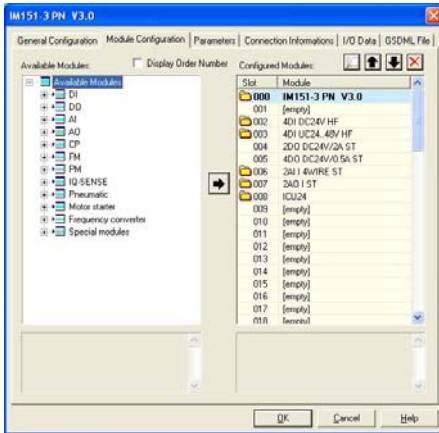 IM151-3 PN V3.0
General Configuration Module Configuration Parameters Connection Informations I/O Data GSDML File
Available Modules: Display Order Number Configured Modules:
Available Modules
DI
DO
AI
AO
CP
FM
PM
IQ-SENSE
Pneumatic
Motor starter
Frequency converter
Special modules
Slot Module
000 IM151-3 PN V3.0
001 [empty]
002 4DI DC24V HF
003 4DI UC24..48V HF
004 2DO DC24V/2A ST
005 4DO DC24V/0.5A ST
006 2AI I 4WIRE ST
007 2AO I ST
008 ICU24
009 [empty]
010 [empty]
011 [empty]
012 [empty]
013 [empty]
014 [empty]
015 [empty]
016 [empty]
017 [empty]
018 [empty]
OK Cancel Help